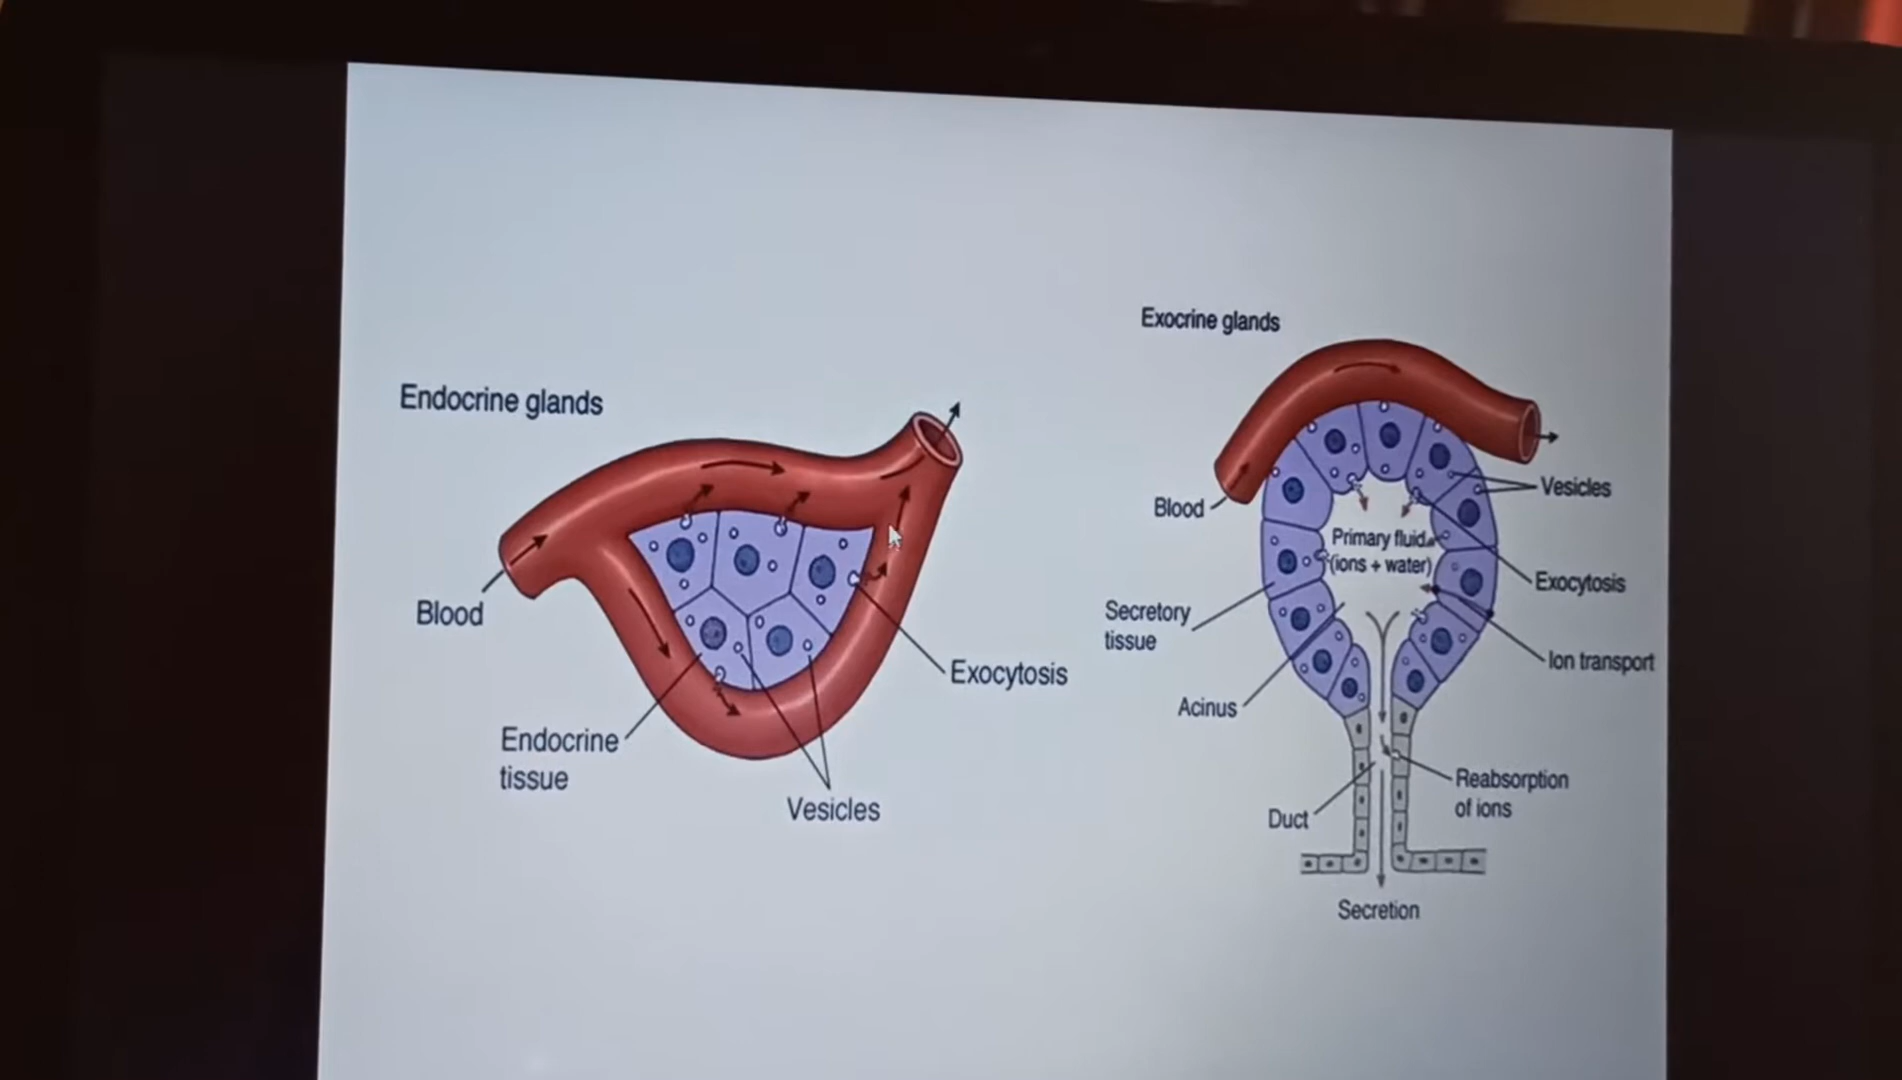 Endocrine glands
Blood
Endocrine
tissue
Vesicles
Exocytosis
Exocrine glands
Blood
Vesicles
Primary fluid
(ions + water)
Exocytosis
Secretory
tissue
Ion transport
Acinus
Reabsorption
of ions
Duct
Secretion